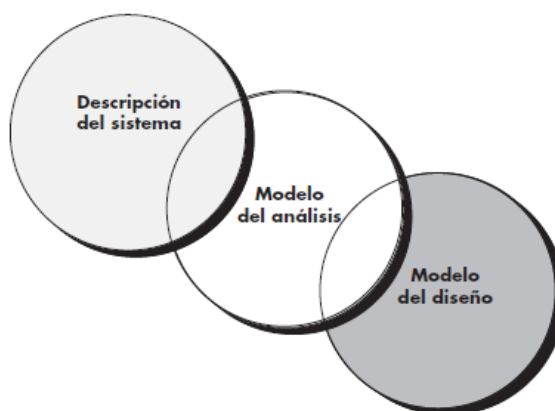 Descripción
del sistema
Modelo
del análisis
Modelo
del diseño